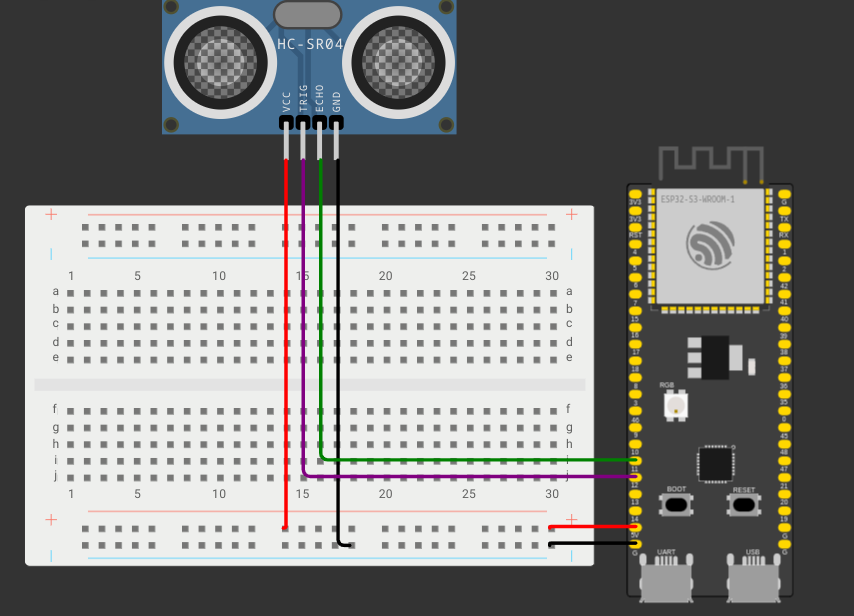 HC-SR04
VCC
TRIG
ECHO
GND
+ +
1 5 10 15 20 25 30
a a
b b
c c
d d
e e
f f
g g
h h
i i
j j
1 5 10 15 20 25 30
+ +
ESP32-S3-WROOM-1
3V3
3V3
RST
4
5
6
7
15
16
17
18
8
3
46
9
10
11
12
13
14
5V
G
G
TX
RX
1
2
42
41
40
39
38
37
36
35
0
45
48
47
21
20
19
G
G
RGB
BOOT
RESET
UART
USB